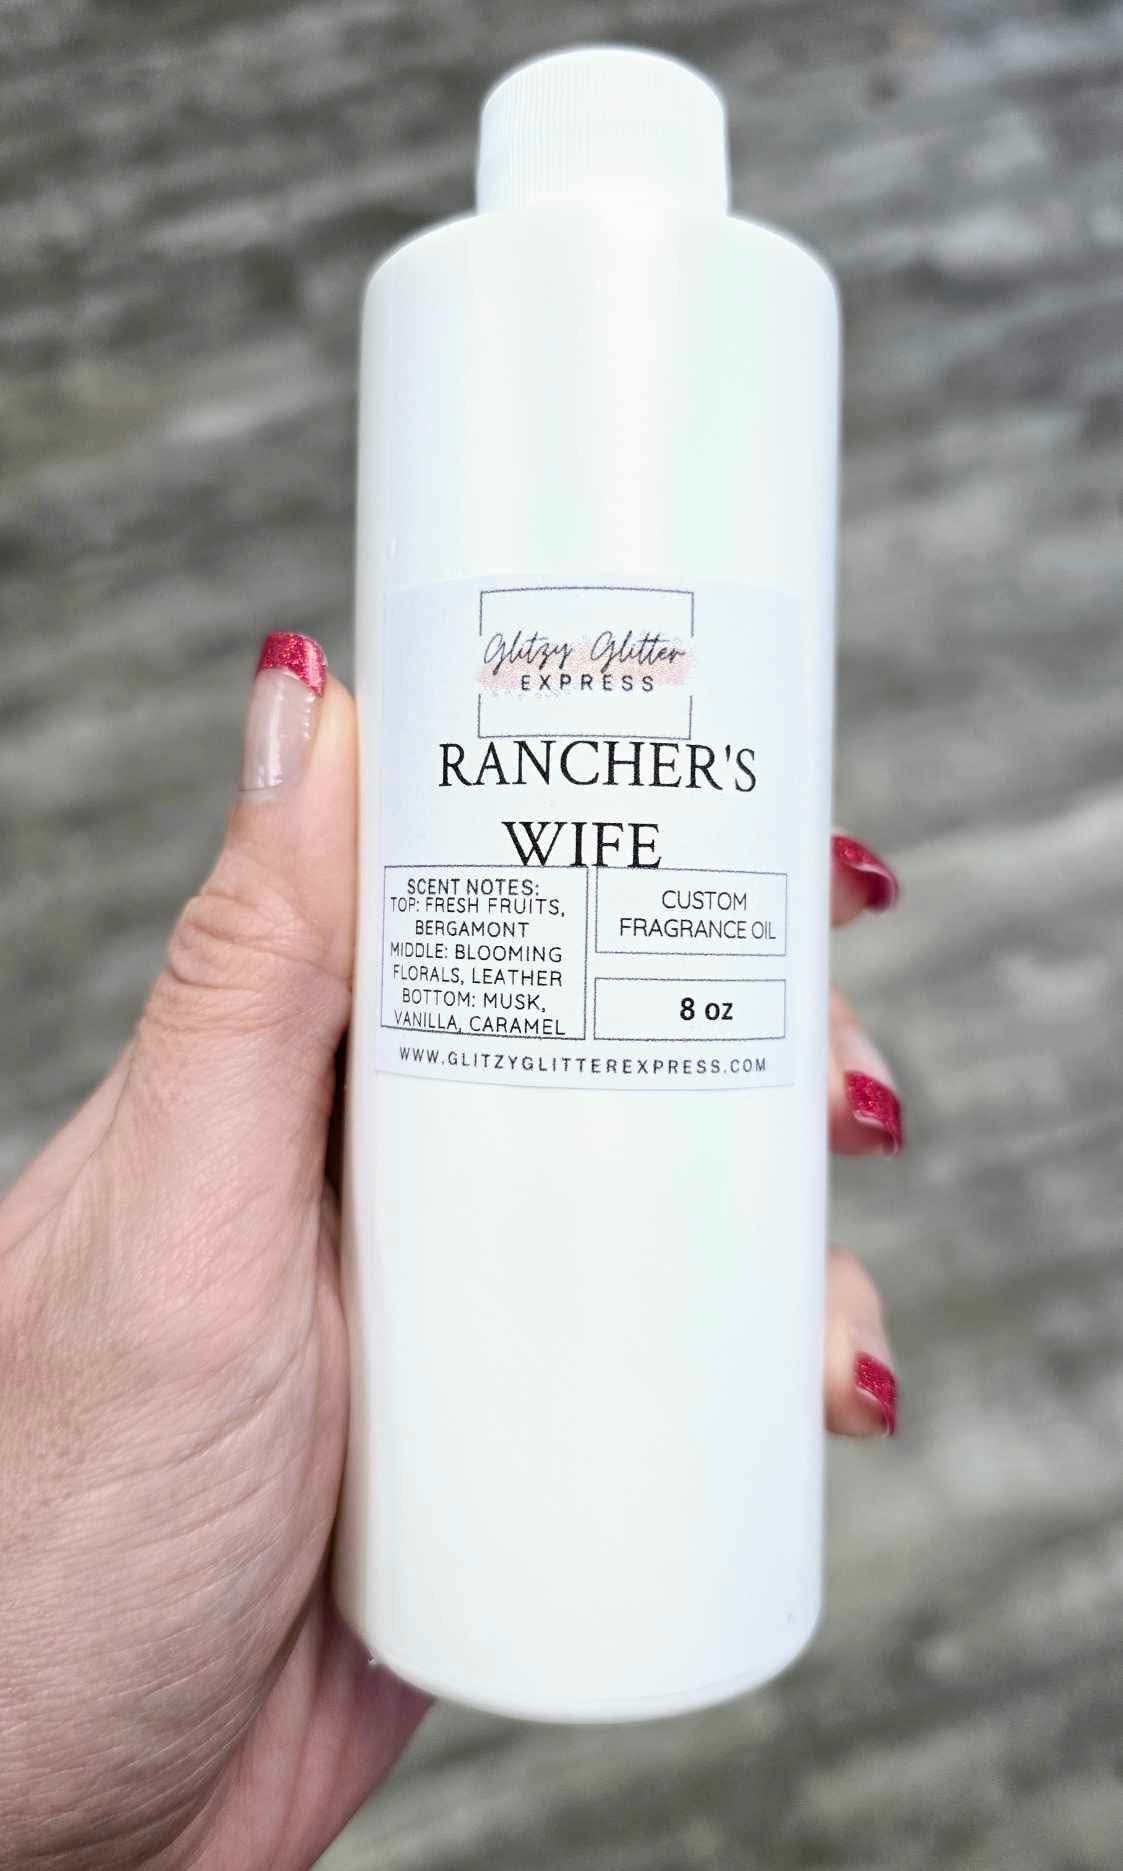 Glitzy Glitter
EXPRESS
RANCHER'S
WIFE
SCENT NOTES:
TOP: FRESH FRUITS,
BERGAMONT
MIDDLE: BLOOMING
FLORALS, LEATHER
BOTTOM: MUSK,
VANILLA, CARAMEL
CUSTOM
FRAGRANCE OIL
8 oz
WWW.GLITZYGLITTEREXPRESS.COM